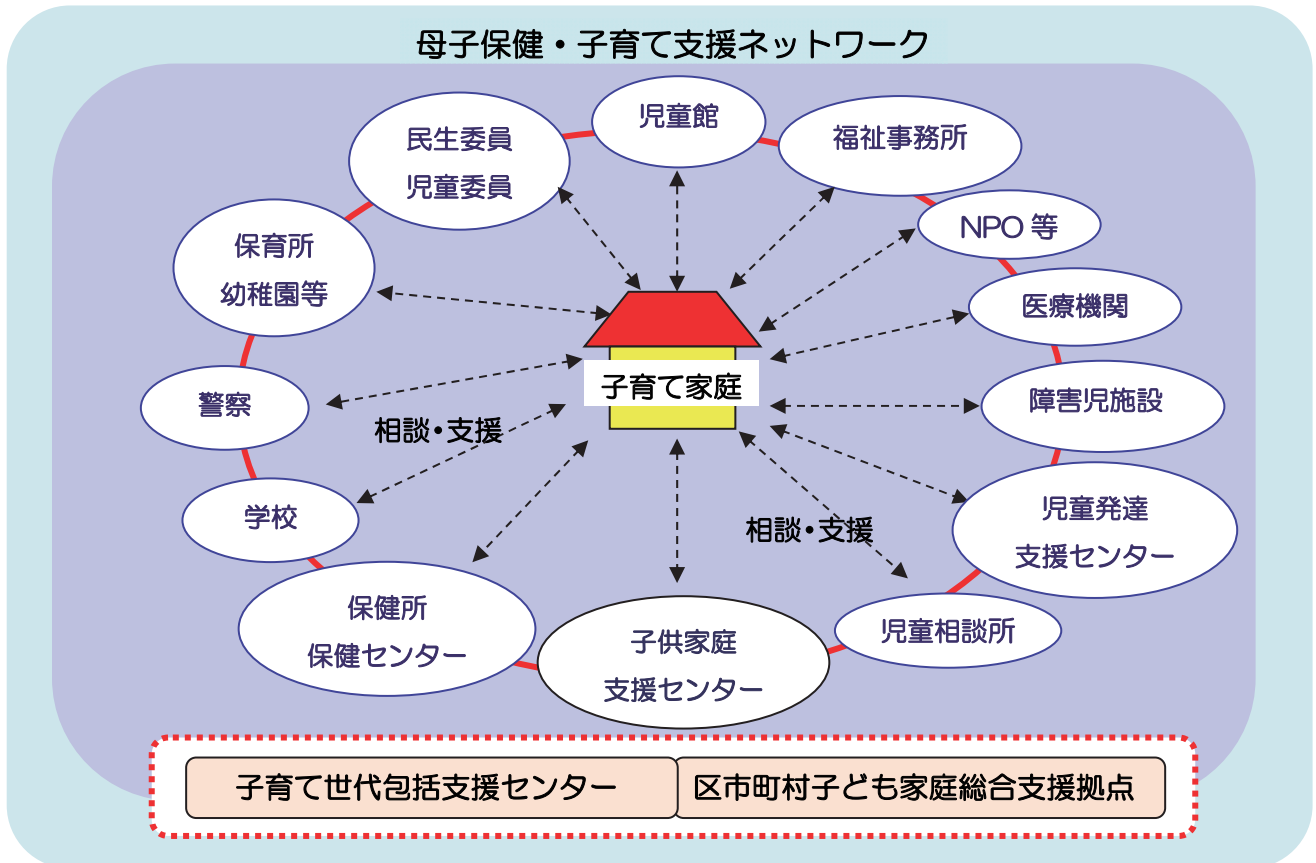 母子保健・子育て支援ネットワーク
児童館
民生委員
児童委員
福祉事務所
NPO 等
保育所
幼稚園等
医療機関
子育て家庭
警察
障害児施設
相談・支援
学校
児童発達
支援センター
相談・支援
保健所
保健センター
子供家庭
支援センター
児童相談所
子育て世代包括支援センター
区市町村子ども家庭総合支援拠点